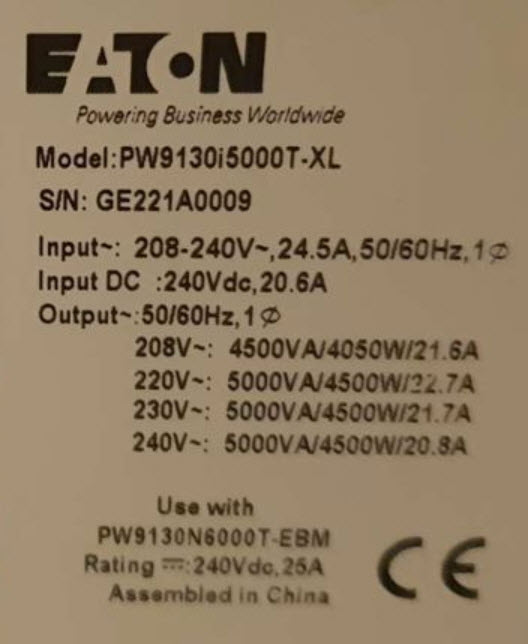 EATON
Powering Business Worldwide
Model:PW9130i5000T-XL
S/N: GE221A0009
Input~: 208-240V~,24.5A,50/60Hz,1⌀
Input DC :240Vdc,20.6A
Output~:50/60Hz,1⌀
208V~: 4500VA/4050W/21.6A
220V~: 5000VA/4500W/22.7A
230V~: 5000VA/4500W/21.7A
240V~: 5000VA/4500W/20.8A
Use with
PW9130N6000T-EBM
Rating ⎓:240Vdc,25A
Assembled in China
CE